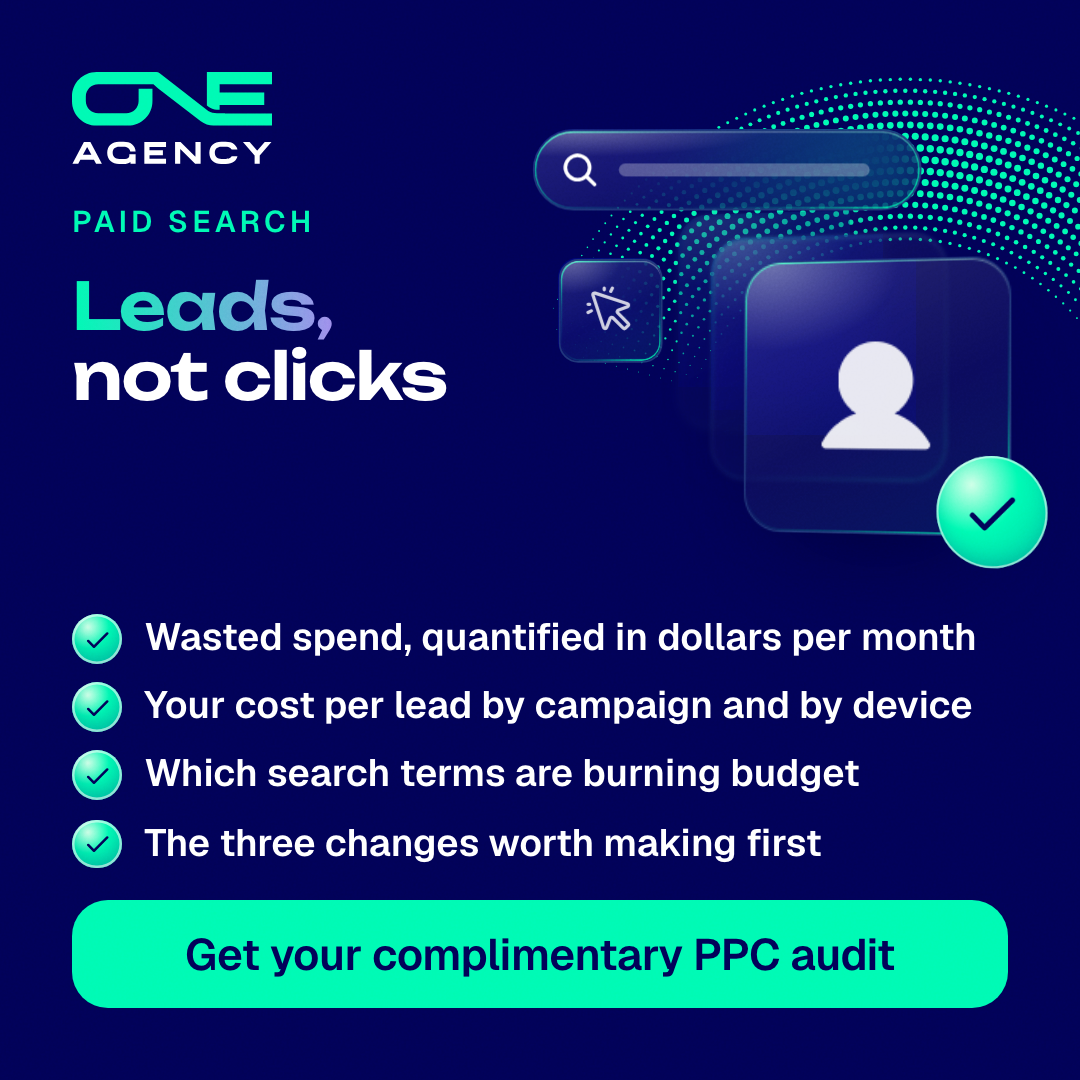 ONE
AGENCY
PAID SEARCH
Leads,
not clicks
Wasted spend, quantified in dollars per month
Your cost per lead by campaign and by device
Which search terms are burning budget
The three changes worth making first
Get your complimentary PPC audit